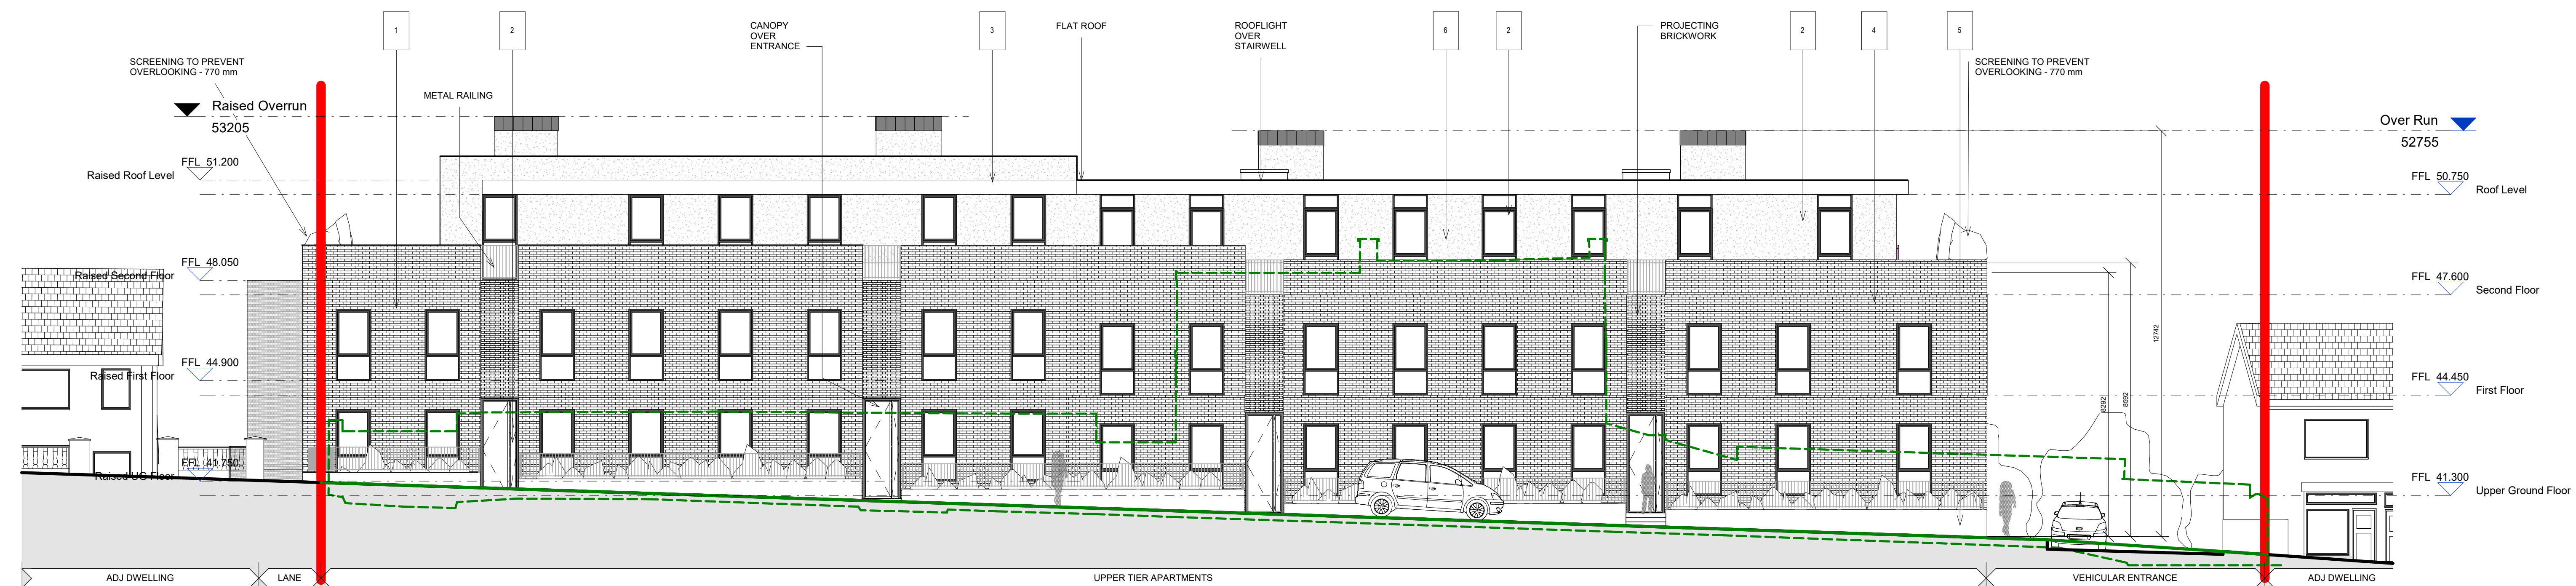 1
2
CANOPY
OVER
ENTRANCE
3
FLAT ROOF
ROOFLIGHT
OVER
STAIRWELL
6
2
PROJECTING
BRICKWORK
2
4
5
SCREENING TO PREVENT
OVERLOOKING - 770 mm
SCREENING TO PREVENT
OVERLOOKING - 770 mm
METAL RAILING
Raised Overrun
53205
Over Run
52755
FFL 51.200
Raised Roof Level
FFL 50.750
Roof Level
FFL 48.050
Raised Second Floor
FFL 47.600
Second Floor
12742
FFL 44.900
Raised First Floor
FFL 44.450
First Floor
8292
8592
FFL 41.750
Raised UG Floor
FFL 41.300
Upper Ground Floor
ADJ DWELLING
LANE
UPPER TIER APARTMENTS
VEHICULAR ENTRANCE
ADJ DWELLING